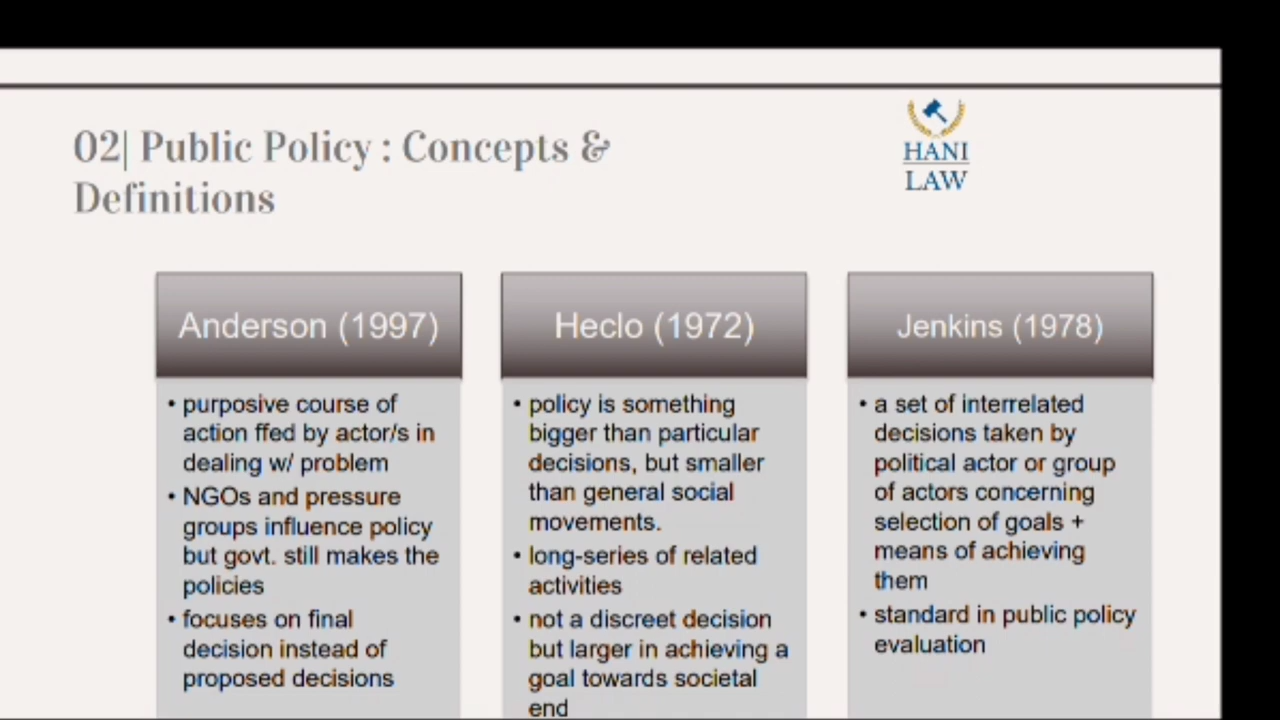 02| Public Policy : Concepts &
Definitions
HANI
LAW
Anderson (1997)
• purposive course of
action ffed by actor/s in
dealing w/ problem
• NGOs and pressure
groups influence policy
but govt. still makes the
policies
• focuses on final
decision instead of
proposed decisions
Heclo (1972)
• policy is something
bigger than particular
decisions, but smaller
than general social
movements.
• long-series of related
activities
• not a discreet decision
but larger in achieving a
goal towards societal
end
Jenkins (1978)
• a set of interrelated
decisions taken by
political actor or group
of actors concerning
selection of goals +
means of achieving
them
• standard in public policy
evaluation